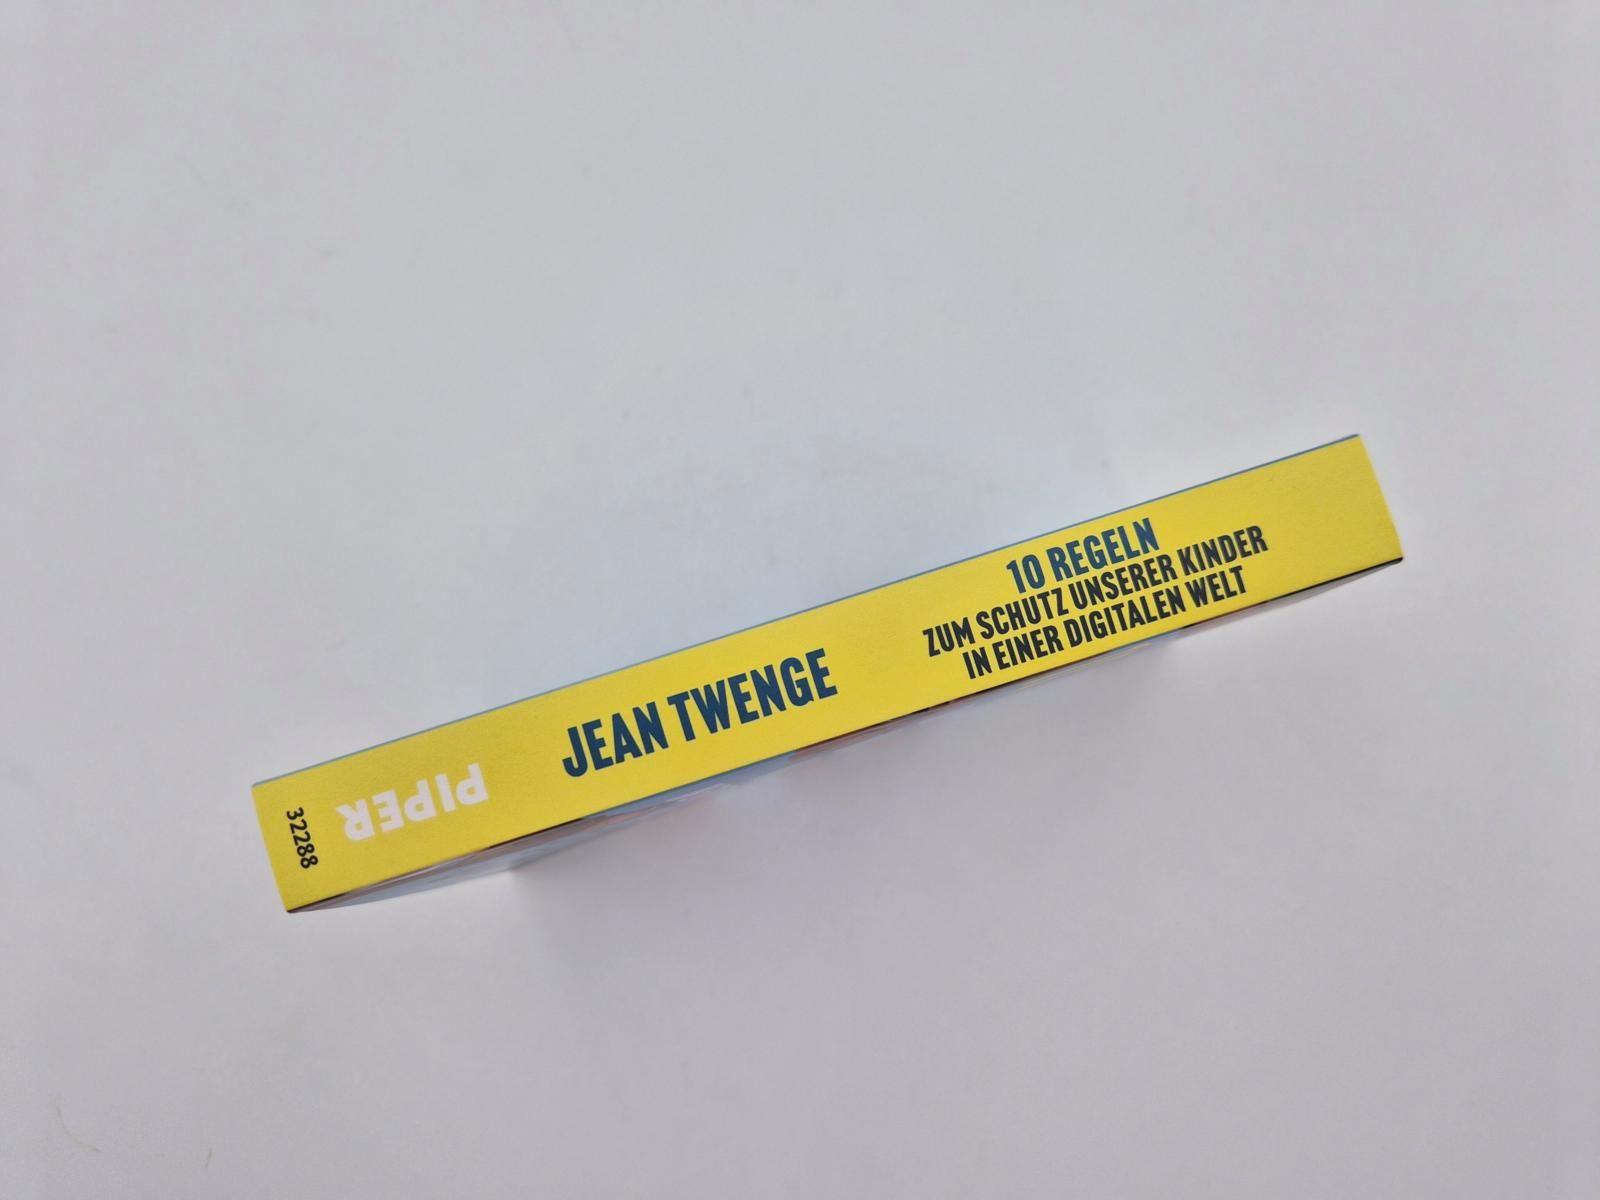 10 REGELN
ZUM SCHUTZ UNSERER KINDER
IN EINER DIGITALEN WELT
JEAN TWENGE
PIPER
32288